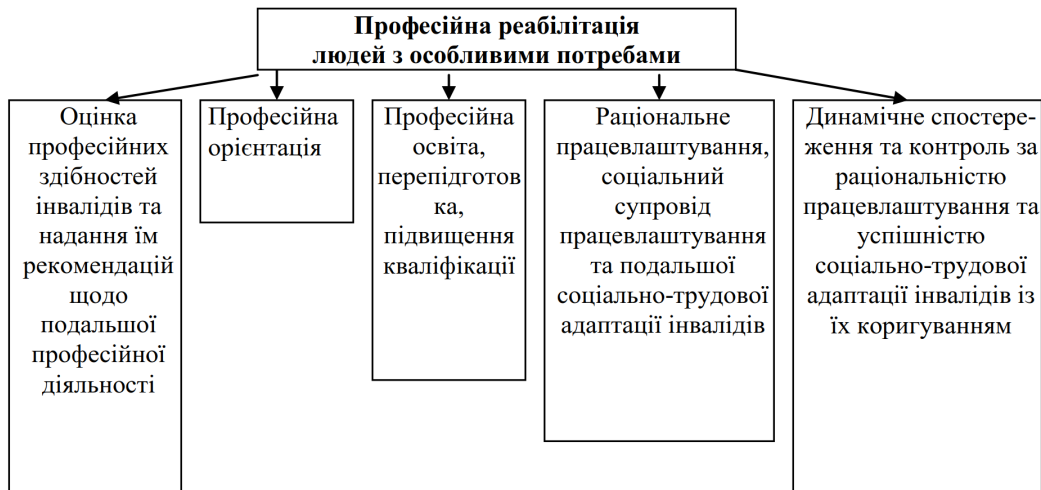 Професійна реабілітація
людей з особливими потребами
Оцінка
професійних
здібностей
інвалідів та
надання їм
рекомендацій
щодо
подальшої
професійної
діяльності
Професійна
орієнтація
Професійна
освіта,
перепідготов
ка,
підвищення
кваліфікації
Раціональне
працевлаштування,
соціальний
супровід
працевлаштування
та подальшої
соціально-трудової
адаптації інвалідів
Динамічне спостере-
ження та контроль за
раціональністю
працевлаштування та
успішністю
соціально-трудової
адаптації інвалідів із
їх коригуванням